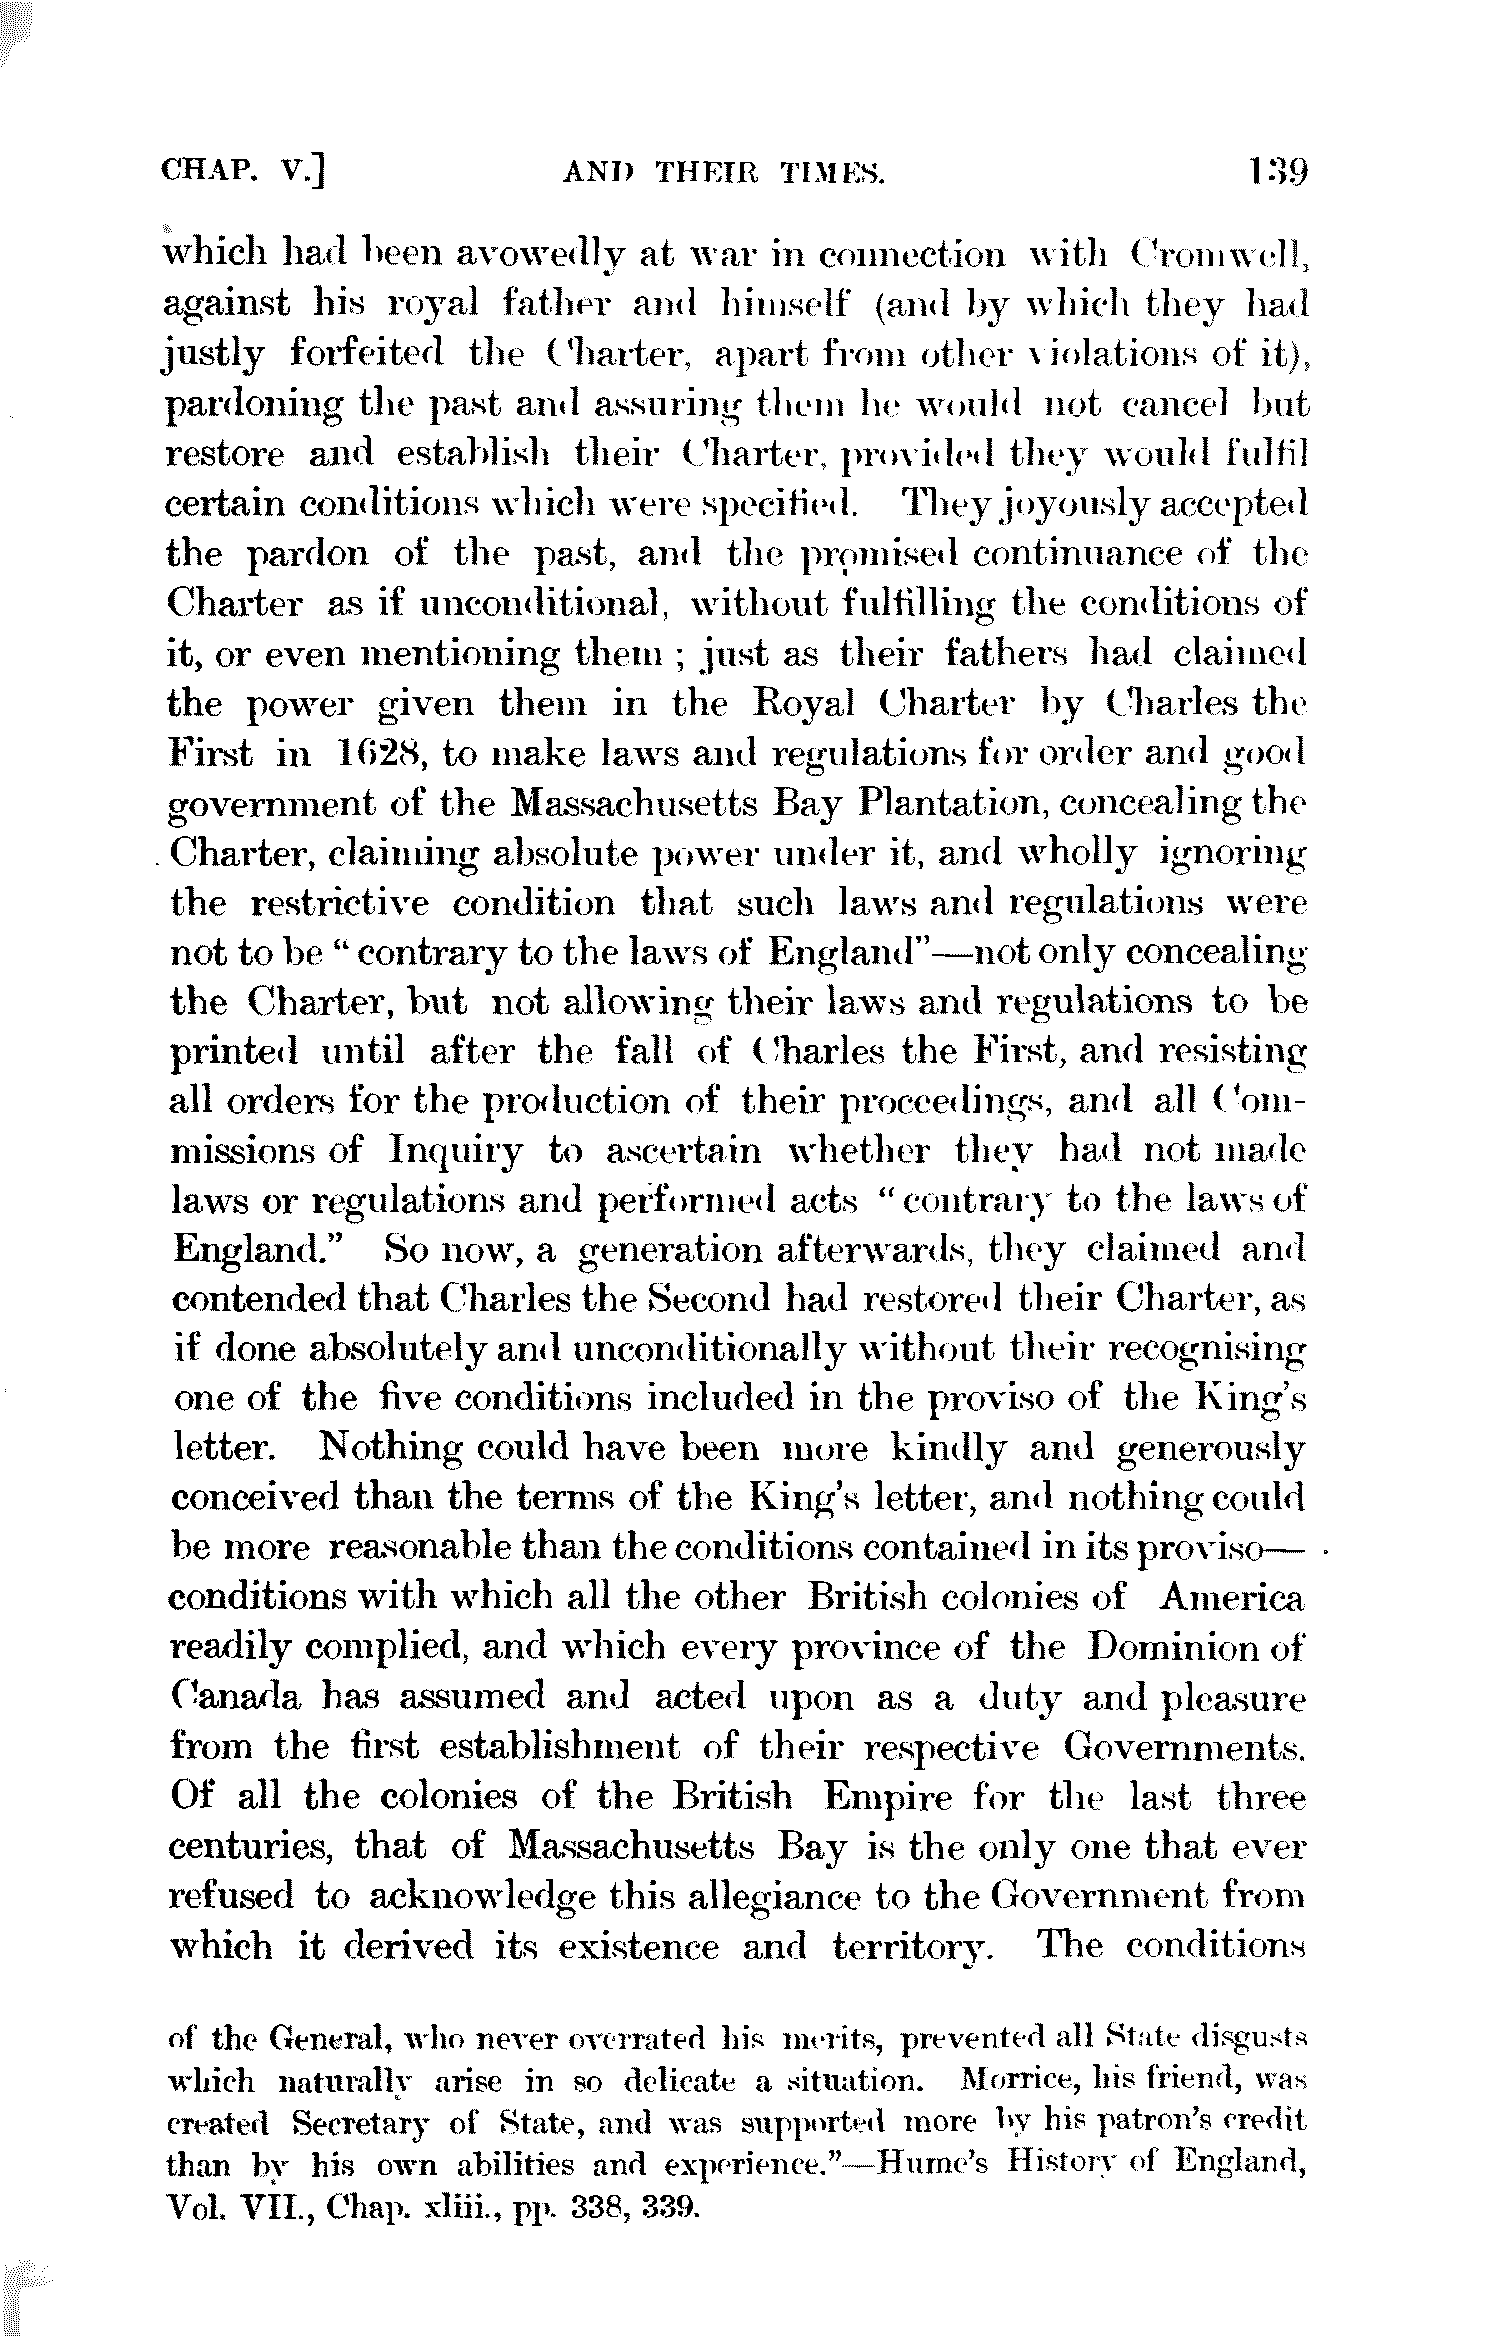 CHAP. V.] AND THEIR TIMES. 139
which had been avowedly at war in connection with Cromwell,
against his royal father and himself (and by which they had
justly forfeited the Charter, apart from other violations of it),
pardoning the past and assuring them he would not cancel but
restore and establish their Charter, provided they would fulfil
certain conditions which were specified. They joyously accepted
the pardon of the past, and the promised continuance of the
Charter as if unconditional, without fulfilling the conditions of
it, or even mentioning them ; just as their fathers had claimed
the power given them in the Royal Charter by Charles the
First in 1628, to make laws and regulations for order and good
government of the Massachusetts Bay Plantation, concealing the
Charter, claiming absolute power under it, and wholly ignoring
the restrictive condition that such laws and regulations were
not to be "contrary to the laws of England"—not only concealing
the Charter, but not allowing their laws and regulations to be
printed until after the fall of Charles the First, and resisting
all orders for the production of their proceedings, and all Com-
missions of Inquiry to ascertain whether they had not made
laws or regulations and performed acts "contrary to the laws of
England." So now, a generation afterwards, they claimed and
contended that Charles the Second had restored their Charter, as
if done absolutely and unconditionally without their recognising
one of the five conditions included in the proviso of the King's
letter. Nothing could have been more kindly and generously
conceived than the terms of the King's letter, and nothing could
be more reasonable than the conditions contained in its proviso—
conditions with which all the other British colonies of America
readily complied, and which every province of the Dominion of
Canada has assumed and acted upon as a duty and pleasure
from the first establishment of their respective Governments.
Of all the colonies of the British Empire for the last three
centuries, that of Massachusetts Bay is the only one that ever
refused to acknowledge this allegiance to the Government from
which it derived its existence and territory. The conditions
of the General, who never overrated his merits, prevented all State disgusts
which naturally arise in so delicate a situation. Morrice, his friend, was
created Secretary of State, and was supported more by his patron's credit
than by his own abilities and experience."—Hume's History of England,
Vol. VII., Chap. xliii., pp. 338, 339.